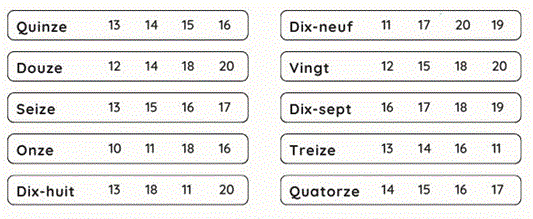 Quinze 13 14 15 16
Douze 12 14 18 20
Seize 13 15 16 17
Onze 10 11 18 16
Dix-huit 13 18 11 20
Dix-neuf 11 17 20 19
Vingt 12 15 18 20
Dix-sept 16 17 18 19
Treize 13 14 16 11
Quatorze 14 15 16 17